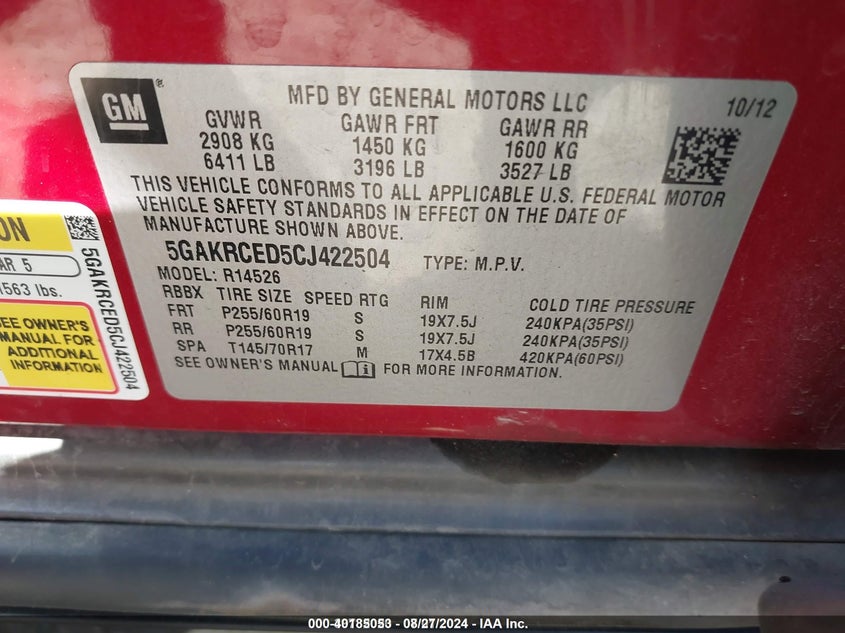 GM
®
MFD BY GENERAL MOTORS LLC
10/12
GVWR GAWR FRT GAWR RR
2908 KG 1450 KG 1600 KG
6411 LB 3196 LB 3527 LB
THIS VEHICLE CONFORMS TO ALL APPLICABLE U.S. FEDERAL MOTOR
VEHICLE SAFETY STANDARDS IN EFFECT ON THE DATE OF
MANUFACTURE SHOWN ABOVE.
5GAKRCED5CJ422504 TYPE: M.P.V.
MODEL: R14526
RBBX TIRE SIZE SPEED RTG RIM COLD TIRE PRESSURE
FRT P255/60R19 S 19X7.5J 240KPA(35PSI)
RR P255/60R19 S 19X7.5J 240KPA(35PSI)
SPA T145/70R17 M 17X4.5B 420KPA(60PSI)
SEE OWNER'S MANUAL FOR MORE INFORMATION.
ON
AR 5
1563 lbs.
SEE OWNER'S
MANUAL FOR
ADDITIONAL
INFORMATION
5GAKRCED5CJ422504
08/27/2024 - IAA Inc.